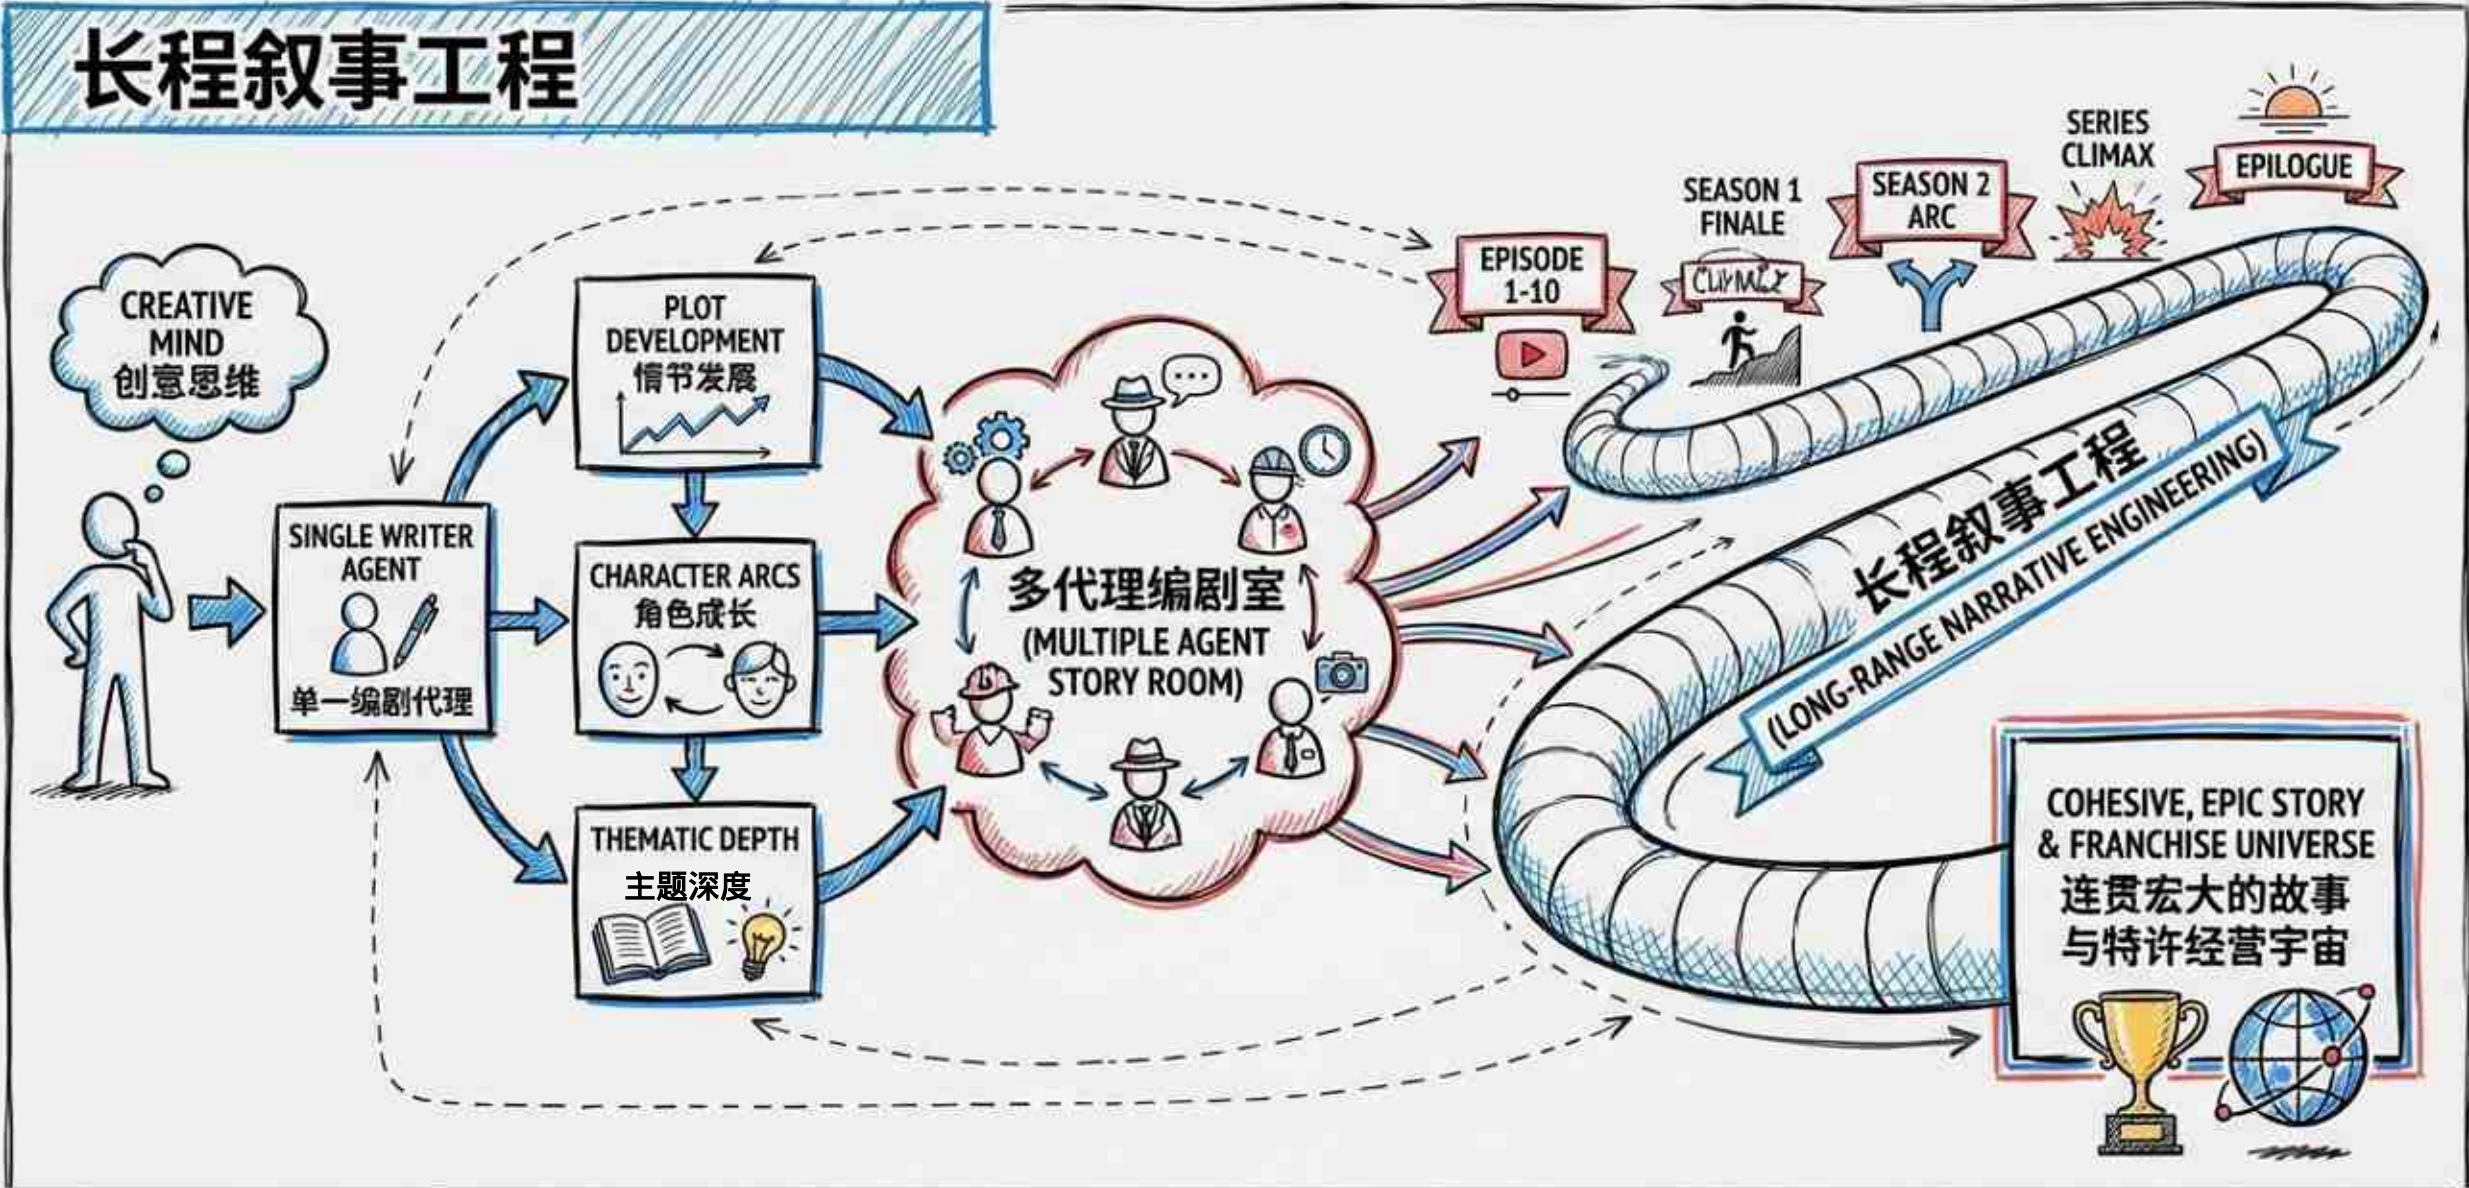 长程叙事工程
CREATIVE
MIND
创意思维
SINGLE WRITER
AGENT
单一编剧代理
PLOT
DEVELOPMENT
情节发展
CHARACTER ARCS
角色成长
THEMATIC DEPTH
主题深度
多代理编剧室
(MULTIPLE AGENT
STORY ROOM)
EPISODE
1-10
SEASON 1
FINALE
SEASON 2
ARC
SERIES
CLIMAX
EPILOGUE
长程叙事工程
(LONG-RANGE NARRATIVE ENGINEERING)
COHESIVE, EPIC STORY
& FRANCHISE UNIVERSE
连贯宏大的故事
与特许经营宇宙